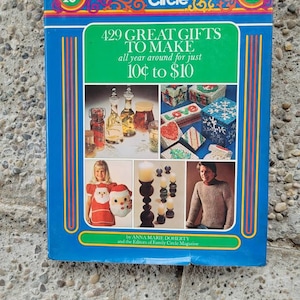 Circle
429 GREAT GIFTS
TO MAKE
all year around for just
10¢ to $10
by ANNA MARIE DOHERTY
and the Editors of Family Circle Magazine